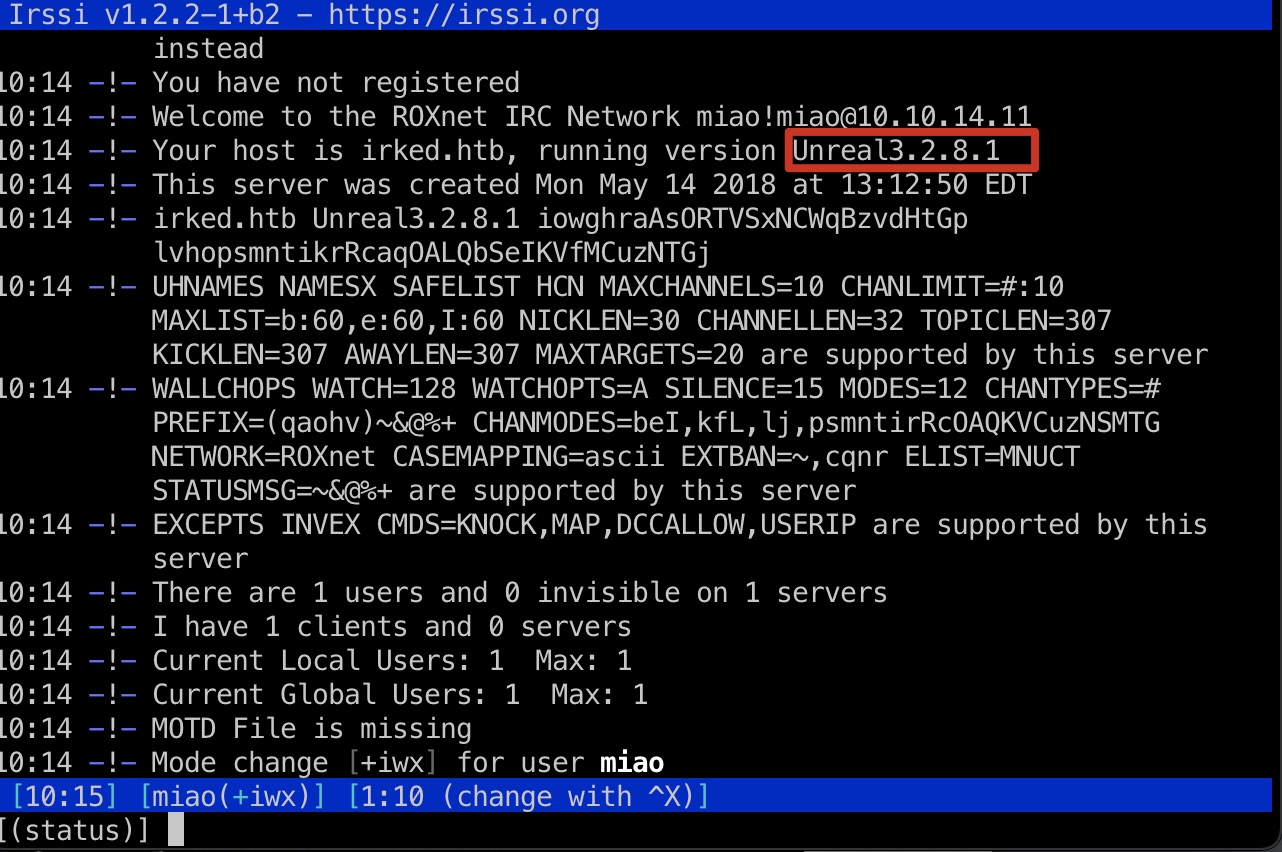 Irssi v1.2.2-1+b2 - https://irssi.org
instead
10:14 -!- You have not registered
10:14 -!- Welcome to the ROXnet IRC Network miao!miao@10.10.14.11
10:14 -!- Your host is irked.htb, running version Unreal3.2.8.1
10:14 -!- This server was created Mon May 14 2018 at 13:12:50 EDT
10:14 -!- irked.htb Unreal3.2.8.1 iowghraAsORTVSxNCWqBzvdHtGp
lvhopsmntikrRcaqOALQbSeIKVfMCuzNTGj
10:14 -!- UHNAMES NAMESX SAFELIST HCN MAXCHANNELS=10 CHANLIMIT=#:10
MAXLIST=b:60,e:60,I:60 NICKLEN=30 CHANNELLEN=32 TOPICLEN=307
KICKLEN=307 AWAYLEN=307 MAXTARGETS=20 are supported by this server
10:14 -!- WALLCHOPS WATCH=128 WATCHOPTS=A SILENCE=15 MODES=12 CHANTYPES=#
PREFIX=(qaohv)~&@%+ CHANMODES=beI,kfL,lj,psmntirRcOAQKVCuzNSMTG
NETWORK=ROXnet CASEMAPPING=ascii EXTBAN=~,cqnr ELIST=MNUCT
STATUSMSG=~&@%+ are supported by this server
10:14 -!- EXCEPTS INVEX CMDS=KNOCK,MAP,DCCALLOW,USERIP are supported by this
server
10:14 -!- There are 1 users and 0 invisible on 1 servers
10:14 -!- I have 1 clients and 0 servers
10:14 -!- Current Local Users: 1  Max: 1
10:14 -!- Current Global Users: 1  Max: 1
10:14 -!- MOTD File is missing
10:14 -!- Mode change [+iwx] for user miao
[10:15] [miao(+iwx)] [1:10 (change with ^X)]
[(status)]